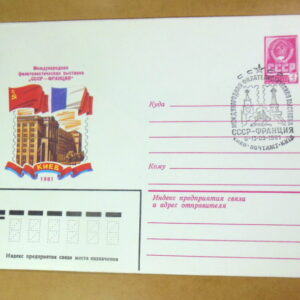 Международная
филателистическая выставка
"СССР—ФРАНЦИЯ"
КИЕВ
1981
СССР
Куда
СССР-ФРАНЦИЯ
Кому
Индекс предприятия связи
и адрес отправителя
Индекс предприятия связи места назначения